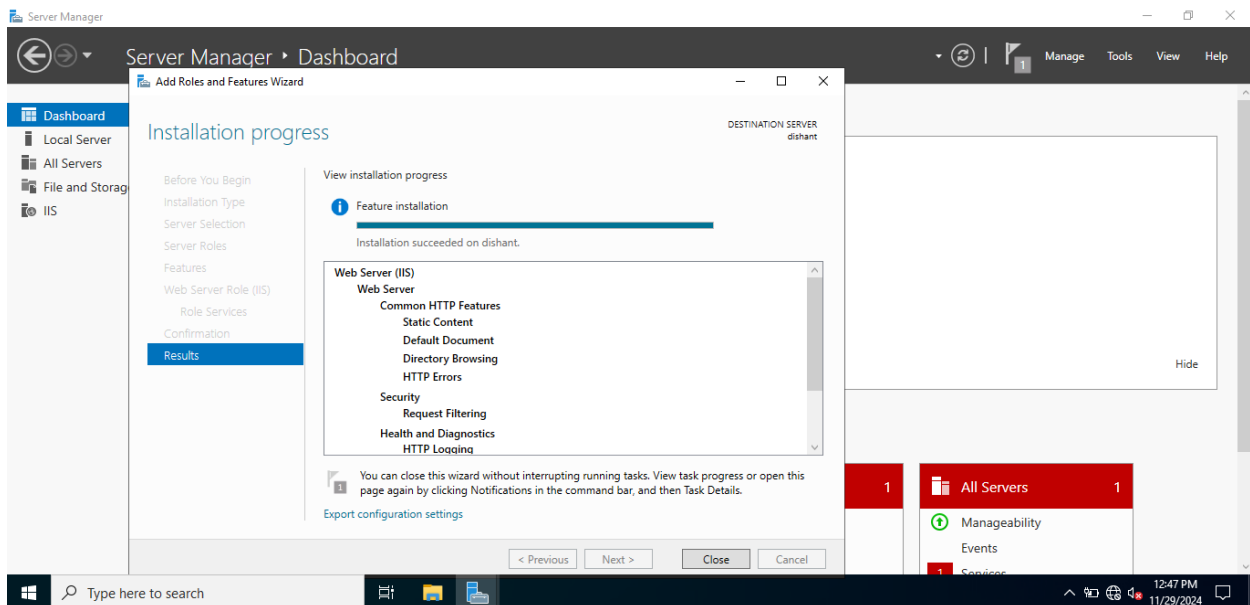 Server Manager
Server Manager • Dashboard
1
Manage
Tools
View
Help
Add Roles and Features Wizard
Dashboard
Local Server
All Servers
File and Storag
IIS
Installation progress
DESTINATION SERVER
dishant
Before You Begin
Installation Type
Server Selection
Server Roles
Features
Web Server Role (IIS)
Role Services
Confirmation
Results
View installation progress
Feature installation
Installation succeeded on dishant.
Web Server (IIS)
Web Server
Common HTTP Features
Static Content
Default Document
Directory Browsing
HTTP Errors
Security
Request Filtering
Health and Diagnostics
HTTP Logging
1
You can close this wizard without interrupting running tasks. View task progress or open this
page again by clicking Notifications in the command bar, and then Task Details.
Export configuration settings
< Previous
Next >
Close
Cancel
Hide
1
All Servers
1
Manageability
Events
1
Services
Type here to search
12:47 PM
11/29/2024